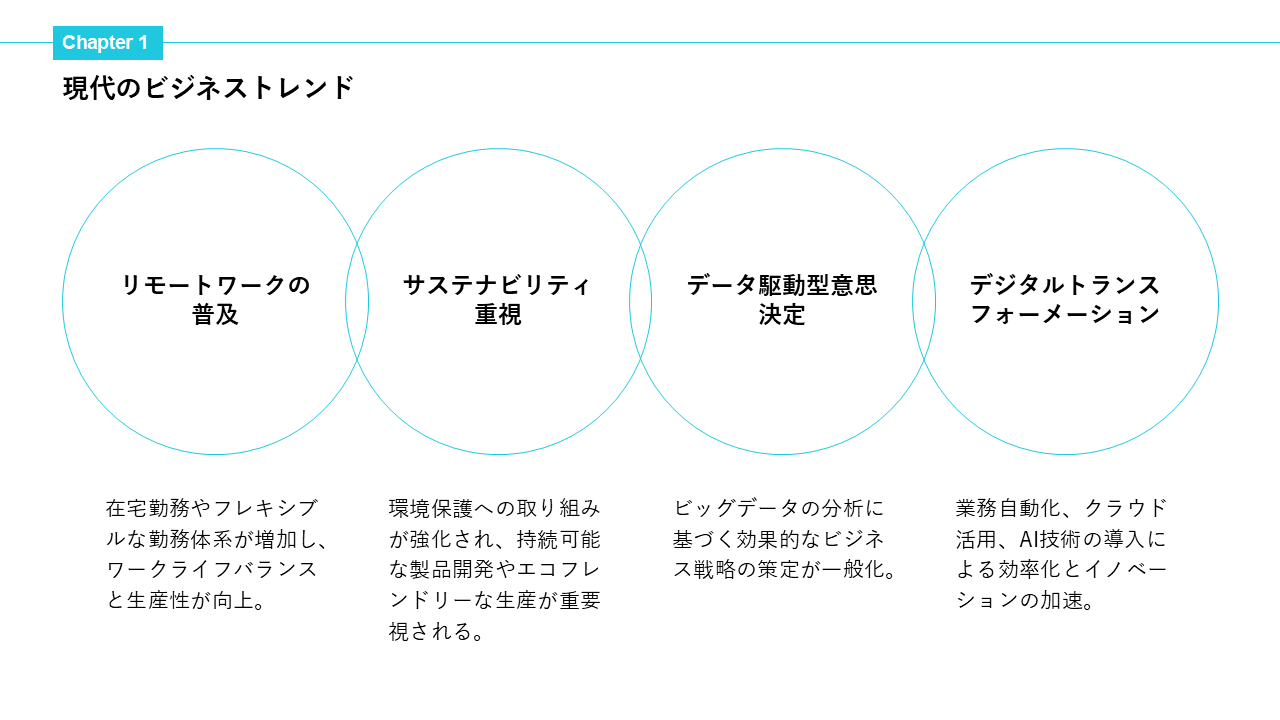 Chapter 1
現代のビジネストレンド
リモートワークの
普及
サステナビリティ
重視
データ駆動型意思
決定
デジタルトランス
フォーメーション
在宅勤務やフレキシブ
ルな勤務体系が増加し、
ワークライフバランス
と生産性が向上。
環境保護への取り組み
が強化され、持続可能
な製品開発やエコフレ
ンドリーな生産が重要
視される。
ビッグデータの分析に
基づく効果的なビジネ
ス戦略の策定が一般化。
業務自動化、クラウド
活用、AI技術の導入に
よる効率化とイノベー
ションの加速。